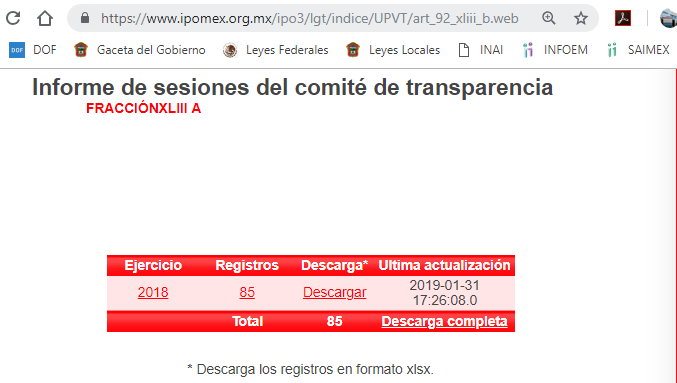 https://www.ipomex.org.mx/ipo3/lgt/indice/UPVT/art_92_xliii_b.web
DOF DOF Gaceta del Gobierno Leyes Federales Leyes Locales INAI INFOEM SAIMEX
Informe de sesiones del comité de transparencia
FRACCIÓNXLIII A
Ejercicio Registros Descarga* Ultima actualización
2018 85 Descargar 2019-01-31
17:26:08.0
Total 85 Descarga completa
* Descarga los registros en formato xlsx.